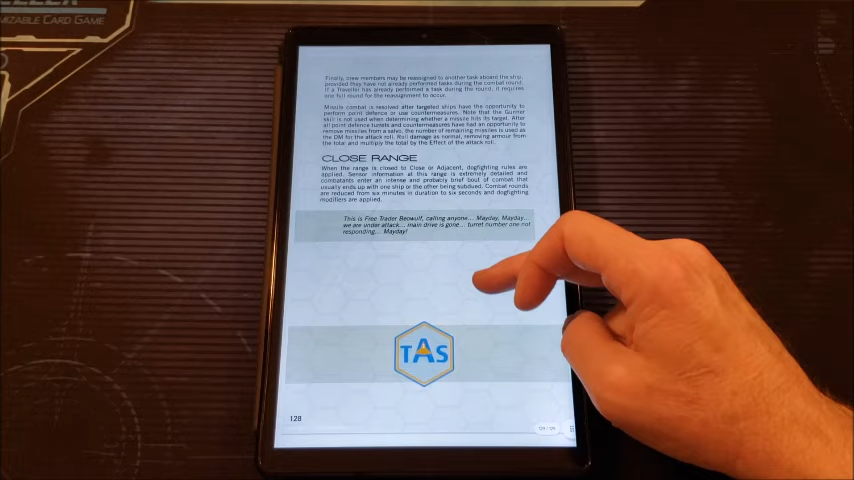 MIZABLE CARD GAME
Finally, crew members may be reassigned to another task aboard the ship,
provided they have not already performed tasks during the combat round.
If a Traveller has already performed a task during the round, it requires
one full round for the reassignment to occur.
Missile combat is resolved after targeted ships have the opportunity to
perform point defence or use countermeasures. Note that the Gunner
skill is not used when determining whether a missile hits its target. After
all point defence turrets and countermeasures have had an opportunity to
remove missiles from a salvo, the number of remaining missiles is used as
the DM for the attack roll. Roll damage as normal, removing armour from
the total and multiply the total by the Effect of the attack roll.
CLOSE RANGE
When the range is closed to Close or Adjacent, dogfighting rules are
applied. Sensor information at this range is extremely detailed and
combatants enter an intense and probably brief bout of combat that
usually ends up with one ship or the other being subdued. Combat rounds
are reduced from six minutes in duration to six seconds and dogfighting
modifiers are applied.
This is Free Trader Beowulf, calling anyone... Mayday, Mayday...
we are under attack... main drive is gone... turret number one not
responding... Mayday!
TAS
128